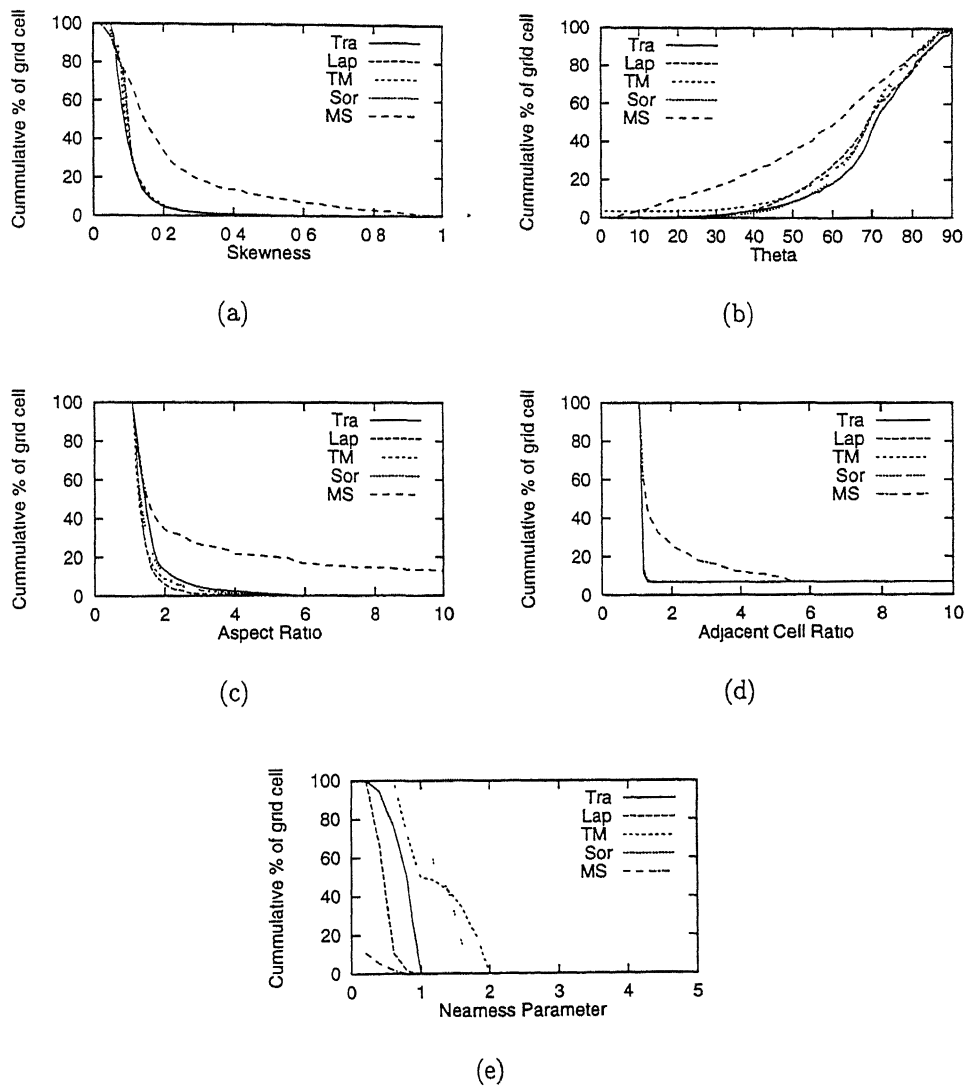 Cummulative % of grid cell
100
80
60
40
20
0
Tra
Lap
TM
Sor
MS
0 0 2 0 4 0 6 0 8 1
Skewness
(a)
Cummulative % of grid cell
100
80
60
40
20
0
Tra
Lap
TM
Sor
MS
0 10 20 30 40 50 60 70 80 90
Theta
(b)
Cummulative % of grid cell
100
80
60
40
20
0
Tra
Lap
TM
Sor
MS
0 2 4 6 8 10
Aspect Ratio
(c)
Cummulative % of grid cell
100
80
60
40
20
0
Tra
Lap
TM
Sor
MS
0 2 4 6 8 10
Adjacent Cell Ratio
(d)
Cummulative % of grid cell
100
80
60
40
20
0
Tra
Lap
TM
Sor
MS
0 1 2 3 4 5
Nearness Parameter
(e)